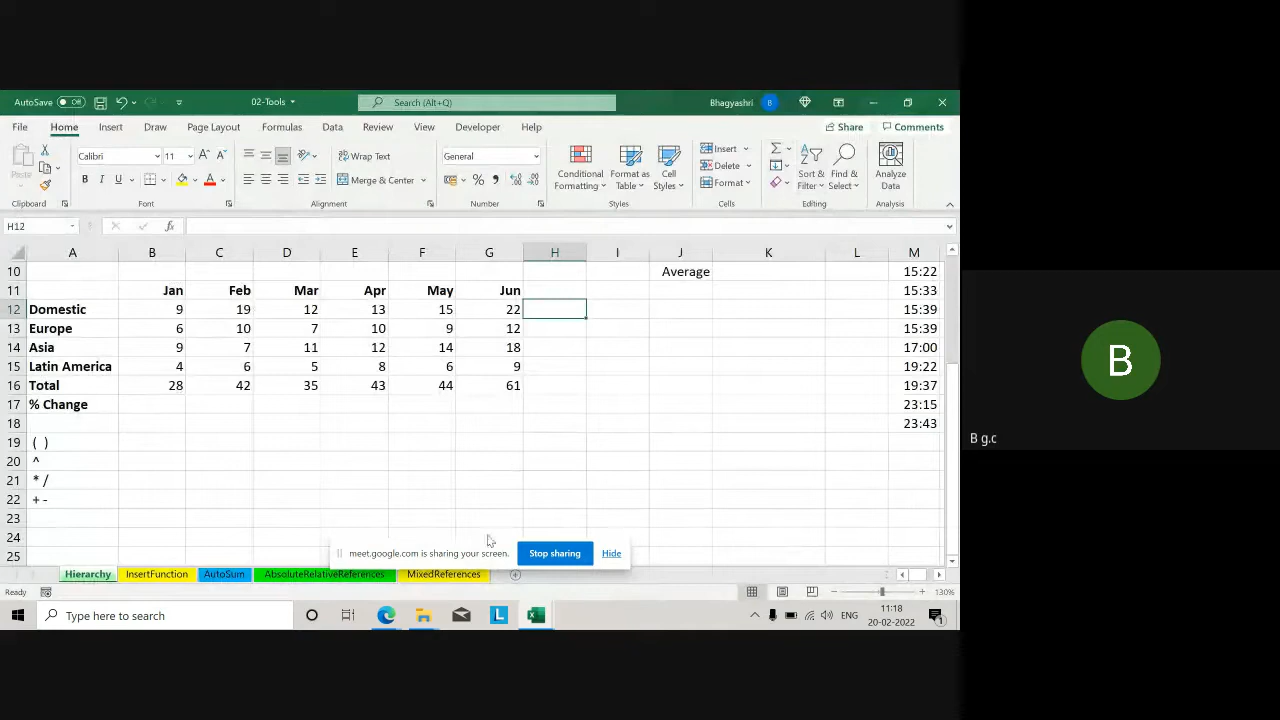 AutoSave Off 02-Tools Search (Alt+Q) Bhagyashri B
File Home Insert Draw Page Layout Formulas Data Review View Developer Help Share Comments
Paste Calibri 11 Wrap Text General Conditional Formatting Format as Table Cell Styles Insert Sort & Filter Find & Select Analyze Data
B I U Merge & Center Delete
Format
Clipboard Font Alignment Number Styles Cells Editing Analysis
H12 fx
A B C D E F G H I J K L M
10 Average 15:22
11 Jan Feb Mar Apr May Jun 15:33
12 Domestic 9 19 12 13 15 22 15:39
13 Europe 6 10 7 10 9 12 15:39
14 Asia 9 7 11 12 14 18 17:00
15 Latin America 4 6 5 8 6 9 19:22
16 Total 28 42 35 43 44 61 19:37
17 % Change 23:15
18 23:43
19 ( )
20 ^
21 * /
22 + -
23
24
25
meet.google.com is sharing your screen. Stop sharing Hide
Hierarchy InsertFunction AutoSum AbsoluteRelativeReferences MixedReferences
Ready 130%
Type here to search L ENG 11:18
20-02-2022 1
B
B g.c